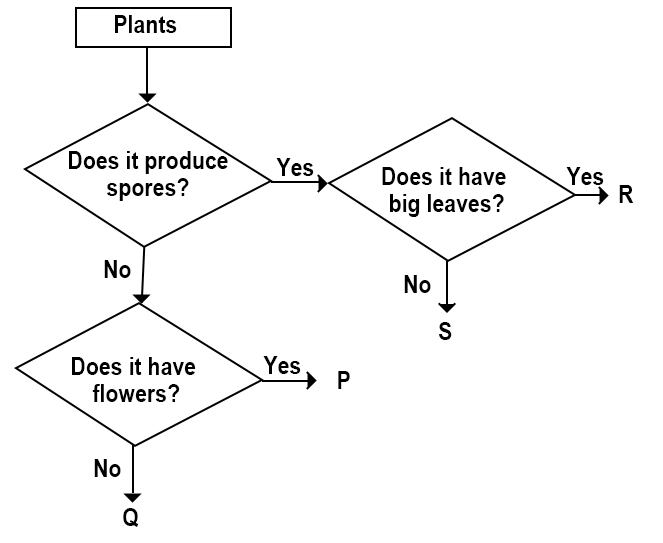 Plants
Does it produce
spores?
Yes
Does it have
big leaves?
Yes
R
No
No
S
Does it have
flowers?
Yes
P
No
Q